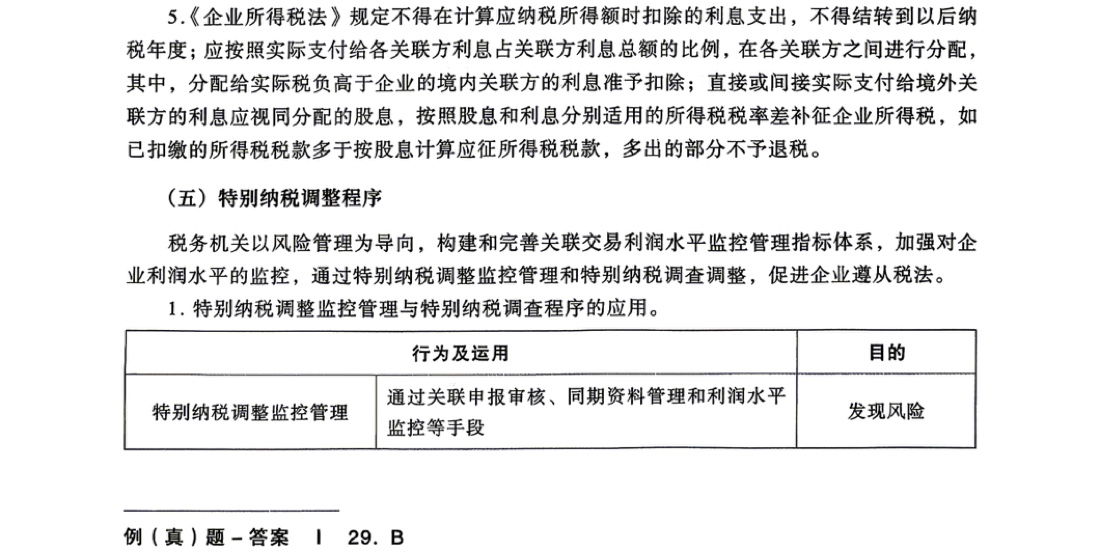 5.《企业所得税法》规定不得在计算应纳税所得额时扣除的利息支出，不得结转到以后纳
税年度；应按照实际支付给各关联方利息占关联方利息总额的比例，在各关联方之间进行分配，
其中，分配给实际税负高于企业的境内关联方的利息准予扣除；直接或间接实际支付给境外关
联方的利息应视同分配的股息，按照股息和利息分别适用的所得税税率差补征企业所得税，如
已扣缴的所得税税款多于按股息计算应征所得税税款，多出的部分不予退税。
（五）特别纳税调整程序
税务机关以风险管理为导向，构建和完善关联交易利润水平监控管理指标体系，加强对企
业利润水平的监控，通过特别纳税调整监控管理和特别纳税调查调整，促进企业遵从税法。
1. 特别纳税调整监控管理与特别纳税调查程序的应用。
行为及运用 目的
特别纳税调整监控管理 通过关联申报审核、同期资料管理和利润水平
监控等手段 发现风险
例（真）题－答案 | 29. B